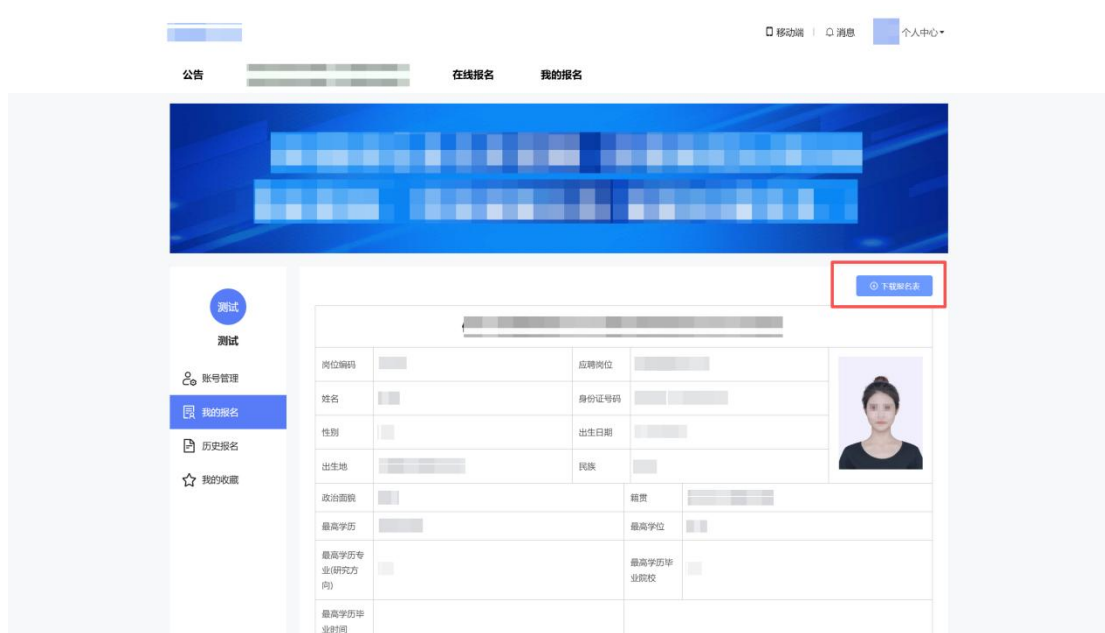 移动端
消息
个人中心
公告
在线报名
我的报名
下载报名表
测试
测试
账号管理
我的报名
历史报名
我的收藏
岗位编码
应聘岗位
姓名
身份证号码
性别
出生日期
出生地
民族
政治面貌
籍贯
最高学历
最高学位
最高学历专
业(研究方
向)
最高学历毕
业院校
最高学历毕
业时间